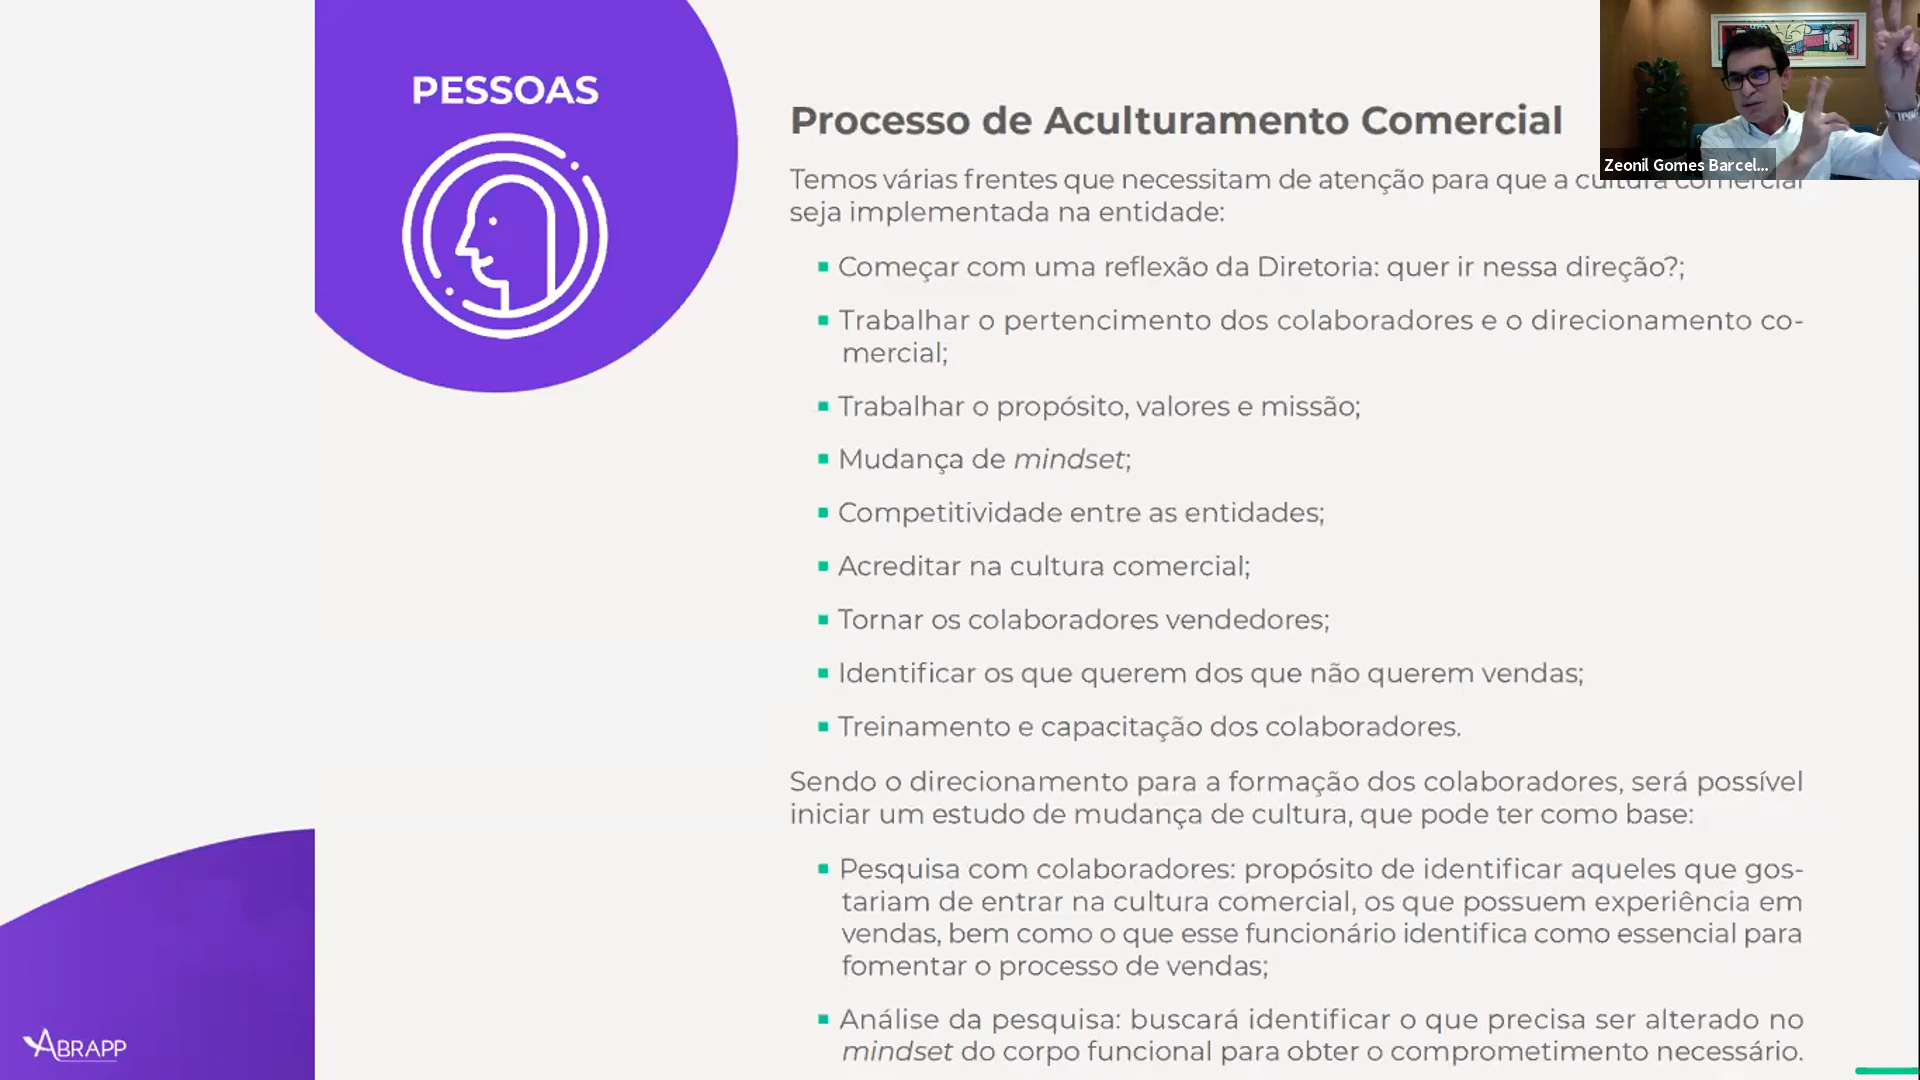 PESSOAS
Processo de Aculturamento Comercial
Temos várias frentes que necessitam de atenção para que a cultura comercial
seja implementada na entidade:
Começar com uma reflexão da Diretoria: quer ir nessa direção?;
Trabalhar o pertencimento dos colaboradores e o direcionamento co-
mercial;
Trabalhar o propósito, valores e missão;
Mudança de mindset;
Competitividade entre as entidades;
Acreditar na cultura comercial;
Tornar os colaboradores vendedores;
Identificar os que querem dos que não querem vendas;
Treinamento e capacitação dos colaboradores.
Sendo o direcionamento para a formação dos colaboradores, será possível
iniciar um estudo de mudança de cultura, que pode ter como base:
Pesquisa com colaboradores: propósito de identificar aqueles que gos-
tariam de entrar na cultura comercial, os que possuem experiência em
vendas, bem como o que esse funcionário identifica como essencial para
fomentar o processo de vendas;
Análise da pesquisa: buscará identificar o que precisa ser alterado no
mindset do corpo funcional para obter o comprometimento necessário.
Zeonil Gomes Barcel...
ABRAPP